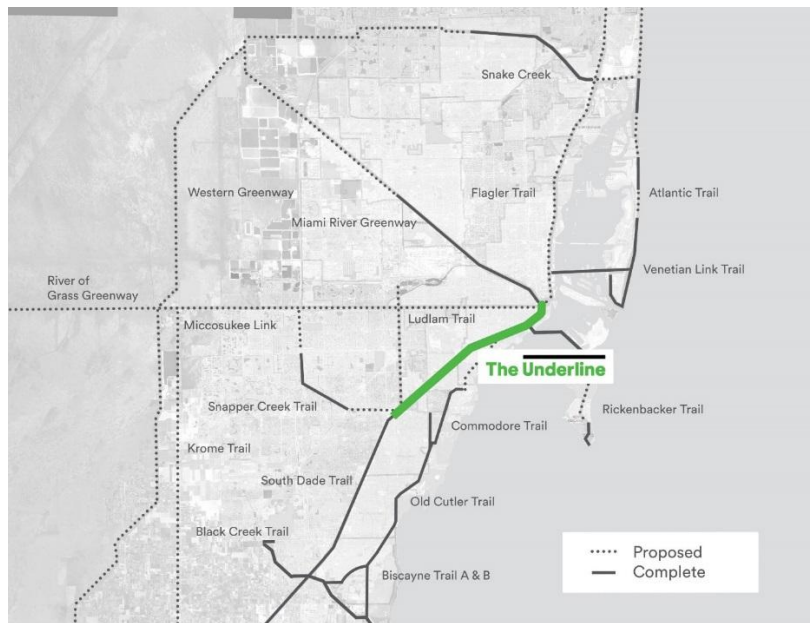 Snake Creek
Western Greenway
Flagler Trail
Atlantic Trail
Miami River Greenway
Venetian Link Trail
River of
Grass Greenway
Miccosukee Link
Ludlam Trail
The Underline
Snapper Creek Trail
Rickenbacker Trail
Commodore Trail
Krome Trail
South Dade Trail
Old Cutler Trail
Black Creek Trail
Biscayne Trail A & B
Proposed
Complete